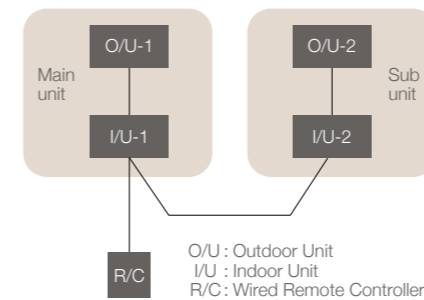 O/U-1
O/U-2
Main
unit
Sub
unit
I/U-1
I/U-2
R/C
O/U : Outdoor Unit
I/U : Indoor Unit
R/C : Wired Remote Controller